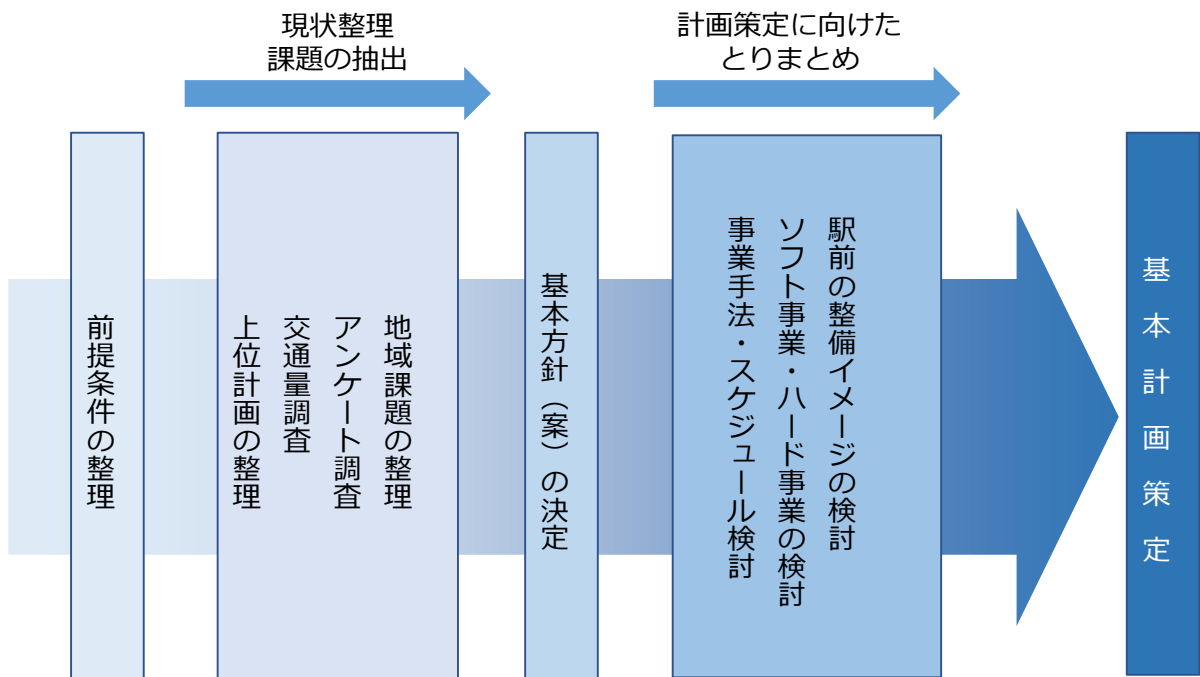 現状整理
課題の抽出
計画策定に向けた
とりまとめ
前提条件の整理
地域課題の整理
アンケート調査
交通量調査
上位計画の整理
基本方針（案）の決定
駅前の整備イメージの検討
ソフト事業・ハード事業の検討
事業手法・スケジュール検討
基本計画策定